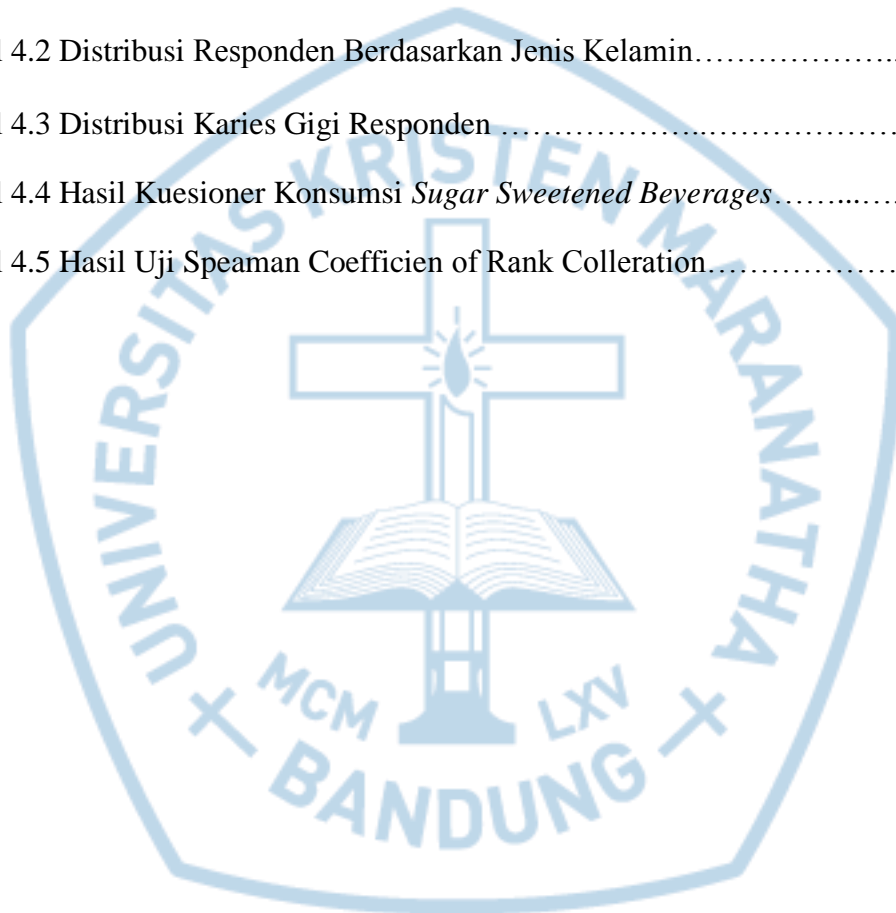 l 4.2 Distribusi Responden Berdasarkan Jenis Kelamin………………..
l 4.3 Distribusi Karies Gigi Responden ………………..………………
l 4.4 Hasil Kuesioner Konsumsi Sugar Sweetened Beverages……...….
l 4.5 Hasil Uji Speaman Coefficien of Rank Colleration………………
UNIVERSITAS KRISTEN MARANATHA
MCM LXV
BANDUNG